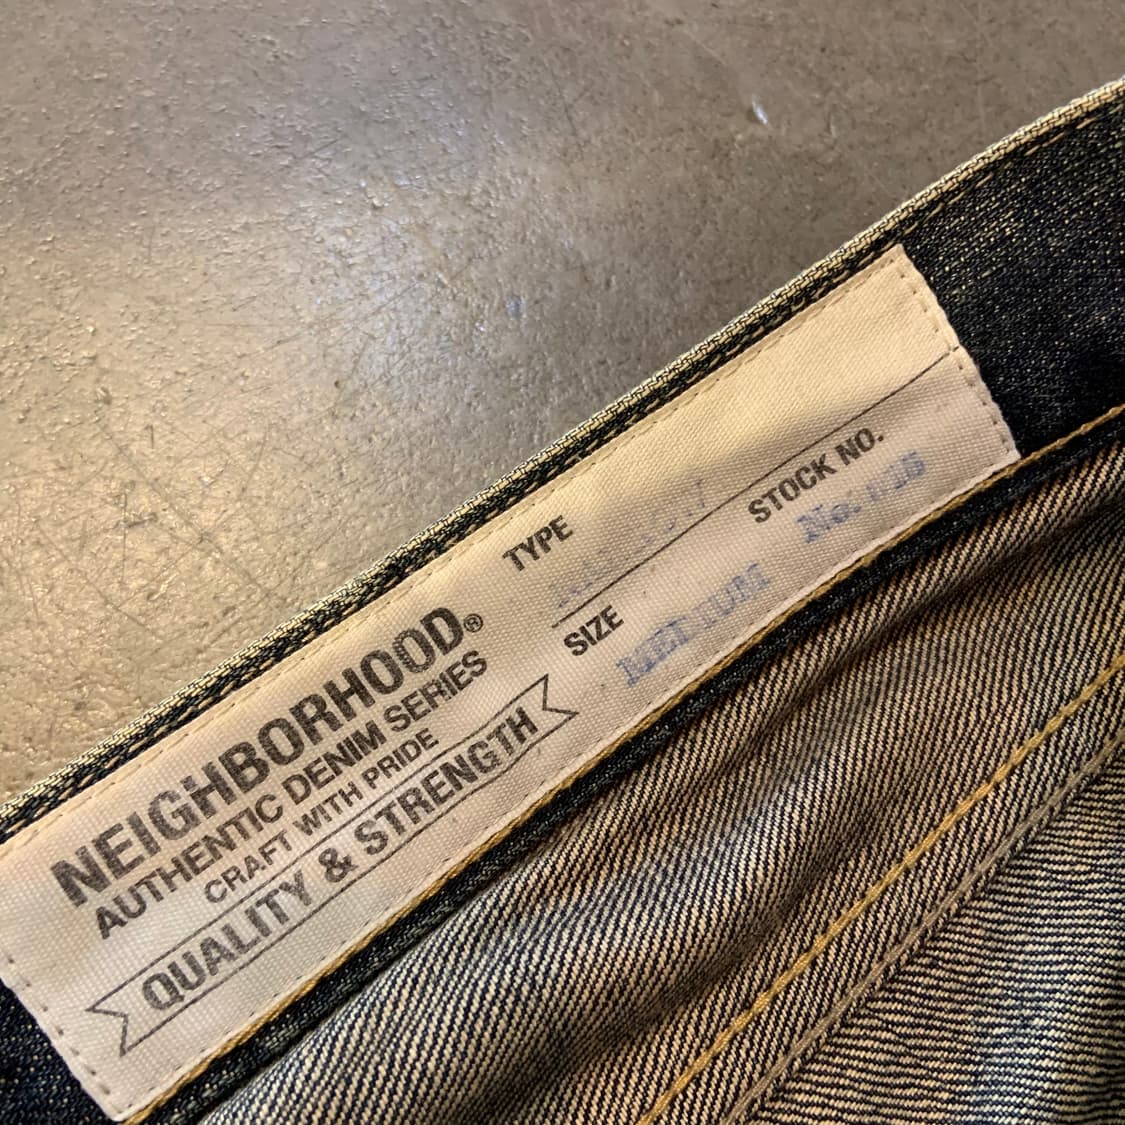 NEIGHBORHOOD®
AUTHENTIC DENIM SERIES
CRAFT WITH PRIDE
QUALITY & STRENGTH
TYPE
SIZE
MEDIUM
STOCK NO.